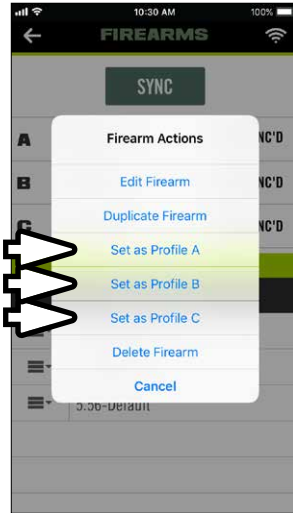 10:30 AM
100%
FIREARMS
SYNC
Firearm Actions
A
NC'D
Edit Firearm
B
NC'D
Duplicate Firearm
C
NC'D
Set as Profile A
Set as Profile B
Set as Profile C
Delete Firearm
Cancel
5.56-Default